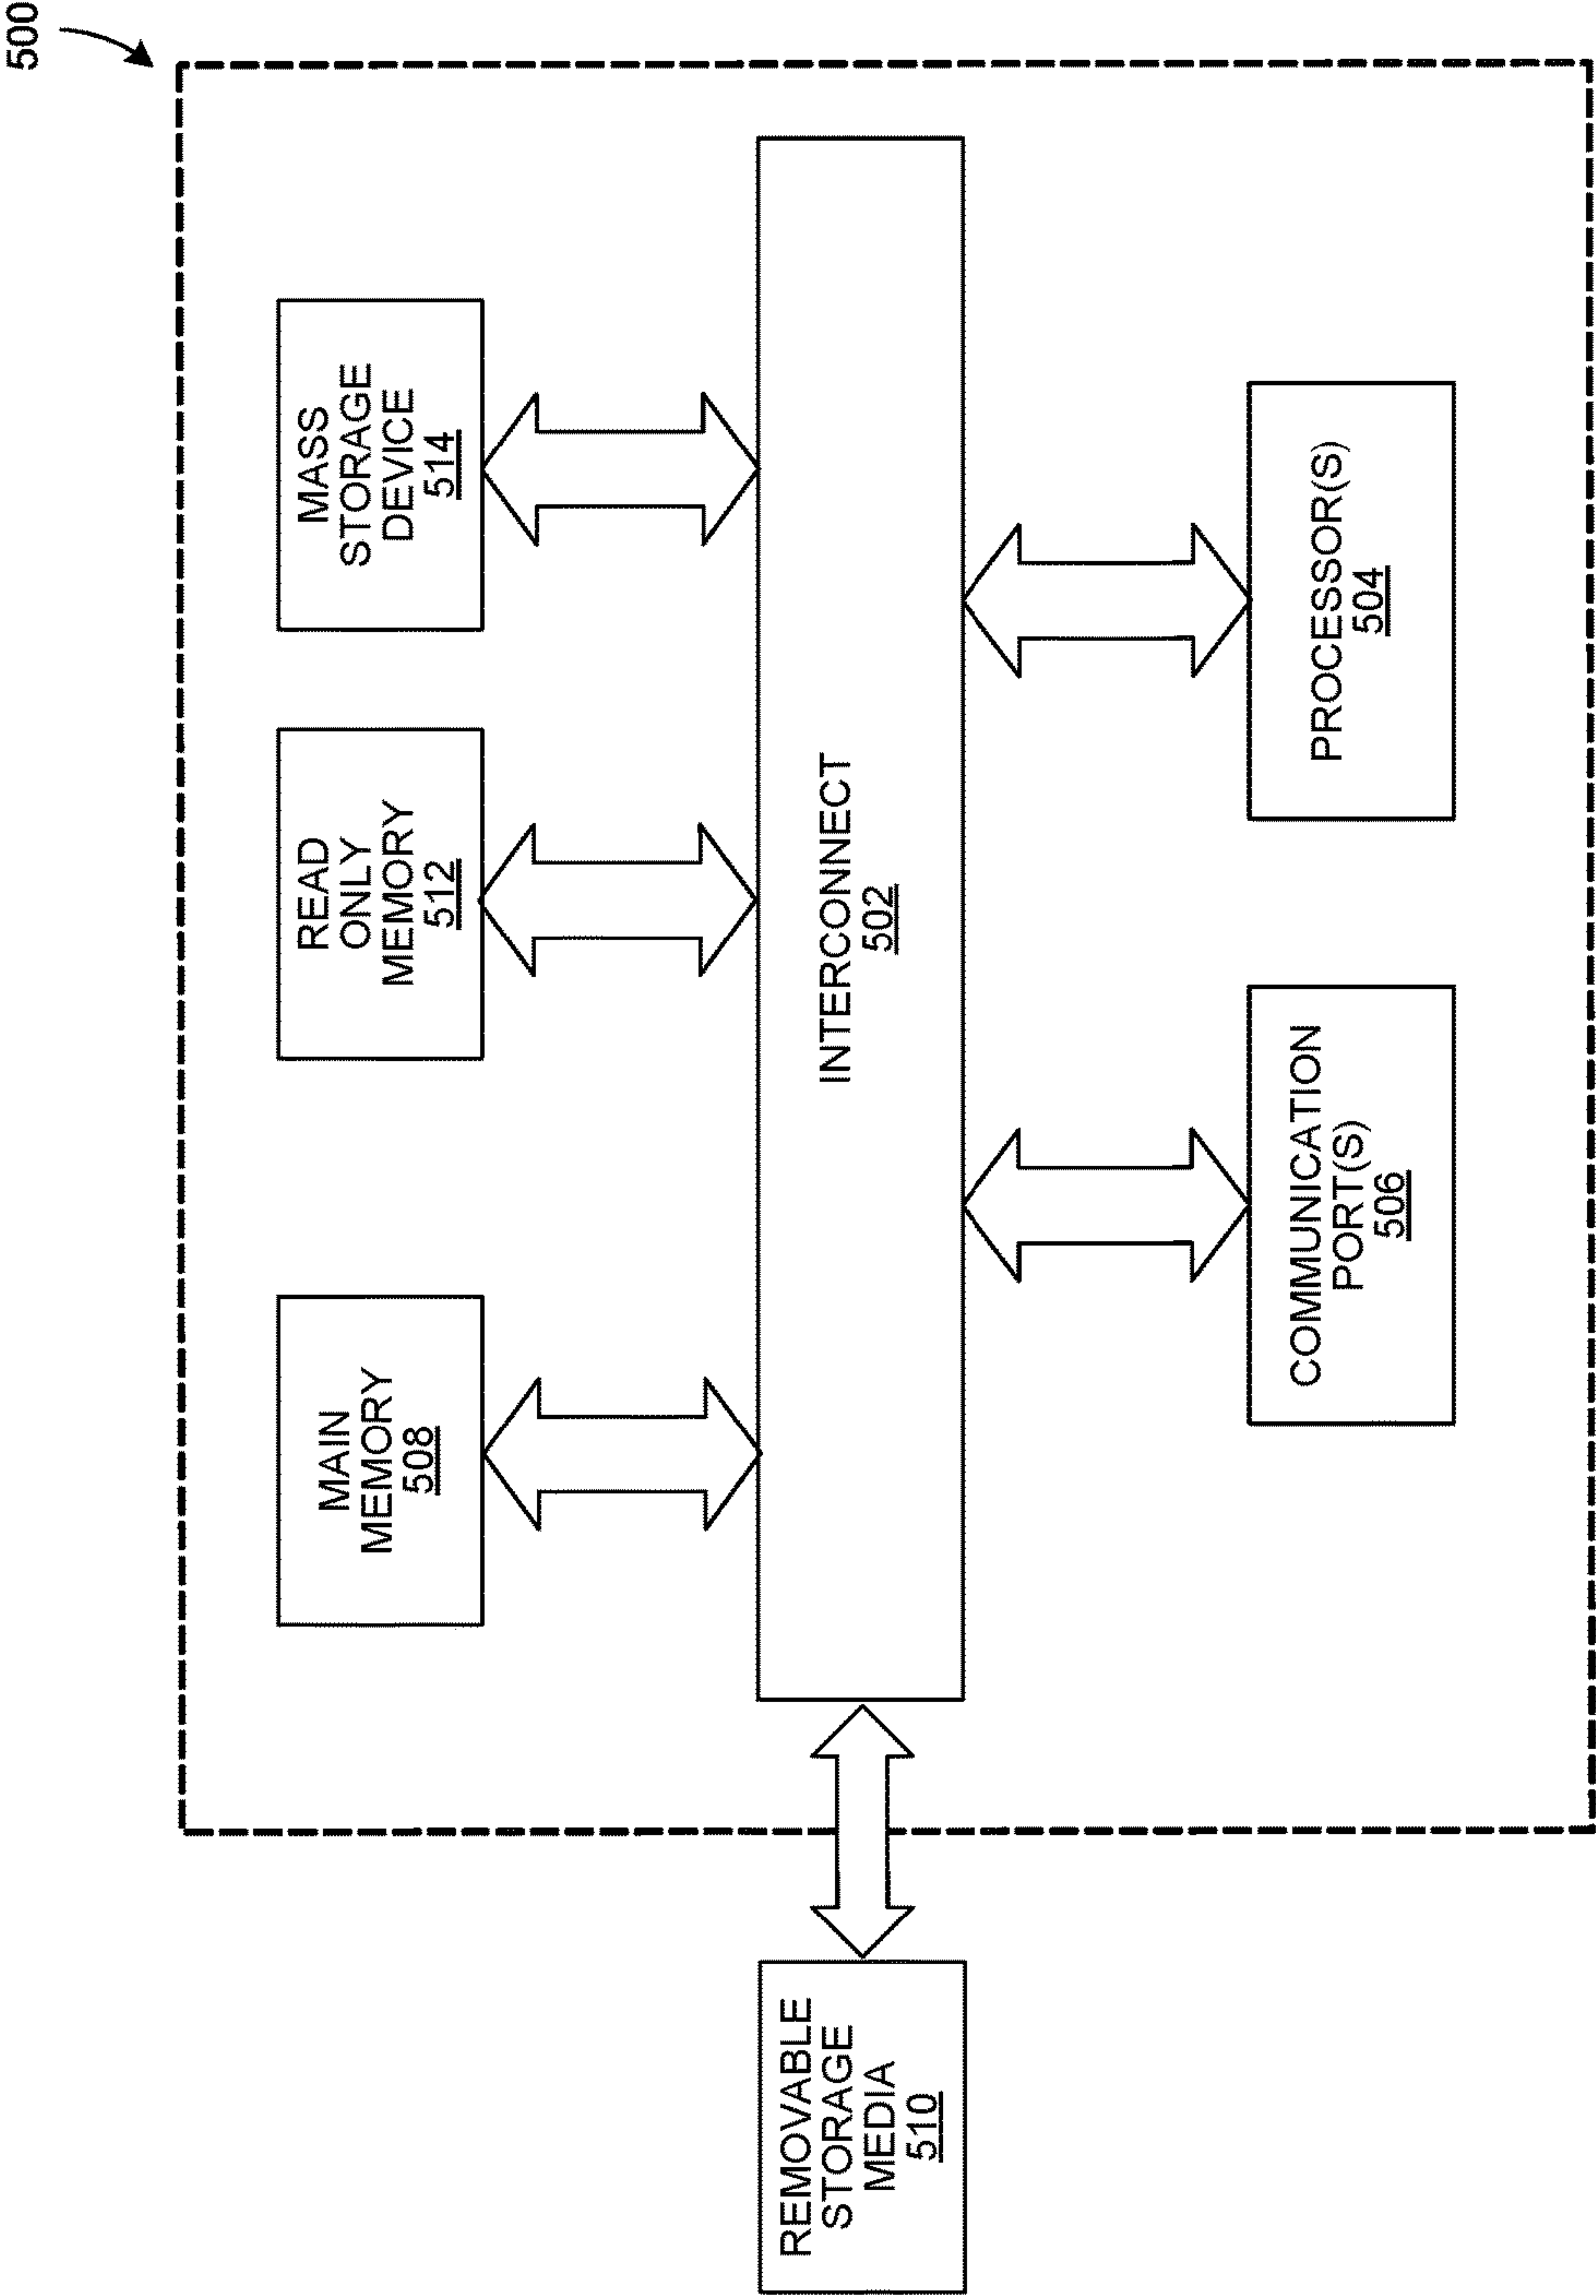 500
MAIN
MEMORY
508
READ
ONLY
MEMORY
512
MASS
STORAGE
DEVICE
514
REMOVABLE
STORAGE
MEDIA
510
INTERCONNECT
502
COMMUNICATION
PORT(S)
506
PROCESSOR(S)
504